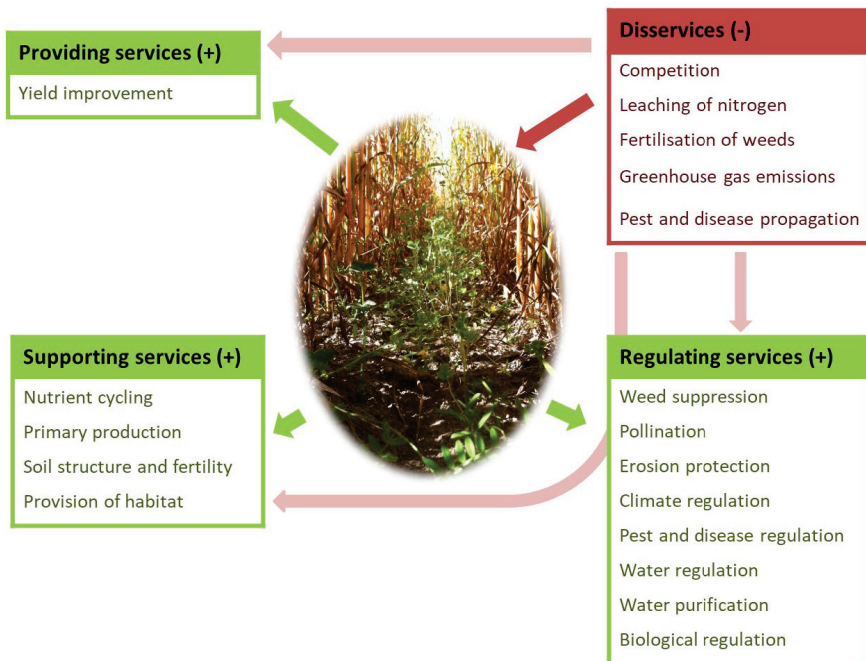 Providing services (+)
Yield improvement
Disservices (-)
Competition
Leaching of nitrogen
Fertilisation of weeds
Greenhouse gas emissions
Pest and disease propagation
Supporting services (+)
Nutrient cycling
Primary production
Soil structure and fertility
Provision of habitat
Regulating services (+)
Weed suppression
Pollination
Erosion protection
Climate regulation
Pest and disease regulation
Water regulation
Water purification
Biological regulation